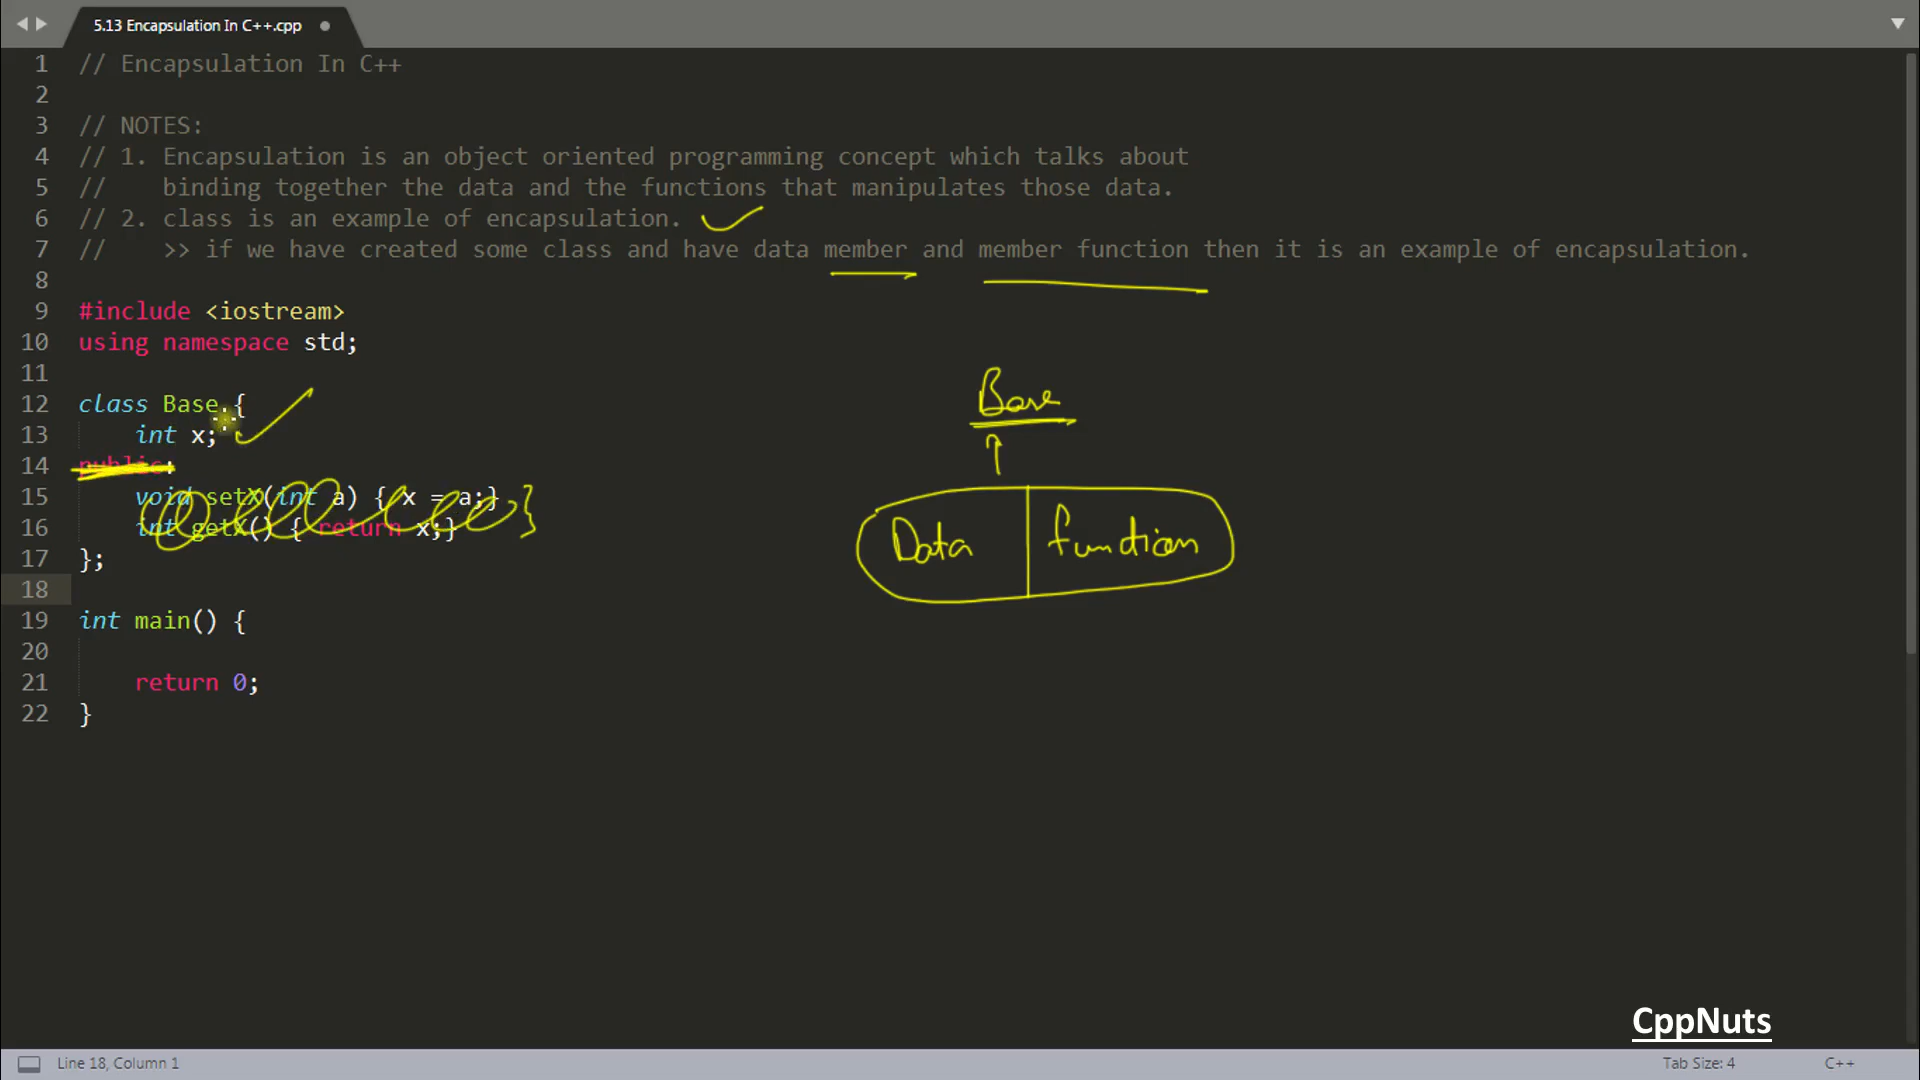 5.13 Encapsulation In C++.cpp
1 // Encapsulation In C++
2
3 // NOTES:
4 // 1. Encapsulation is an object oriented programming concept which talks about
5 //    binding together the data and the functions that manipulates those data.
6 // 2. class is an example of encapsulation.
7 //    >> if we have created some class and have data member and member function then it is an example of encapsulation.
8
9 #include <iostream>
10 using namespace std;
11
12 class Base {
13     int x;
14 public:
15     void setX(int a) { x = a;}
16     int getX() { return x;}
17 };
18
19 int main() {
20
21     return 0;
22 }
Base
Data function
CppNuts
Line 18, Column 1 Tab Size: 4 C++